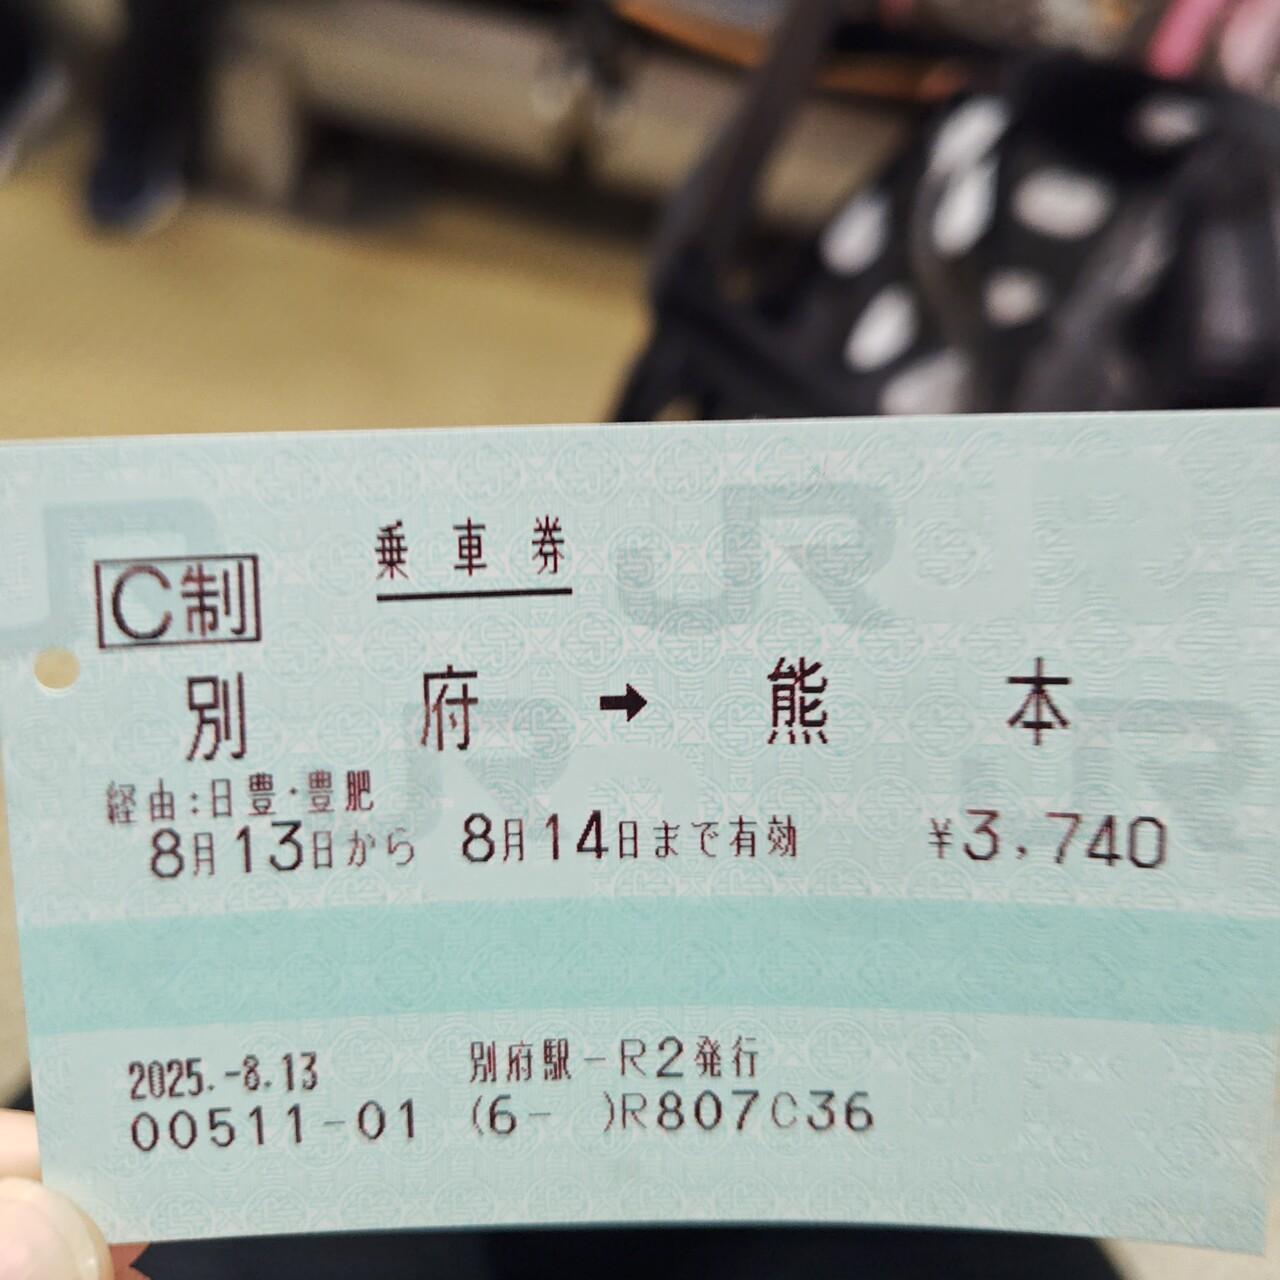 乗車券
C制
別府→熊本
経由:日豊・豊肥
8月13日から 8月14日まで有効 ¥3,740
2025.-8.13 別府駅-R2発行
00511-01 (6- )R807C36